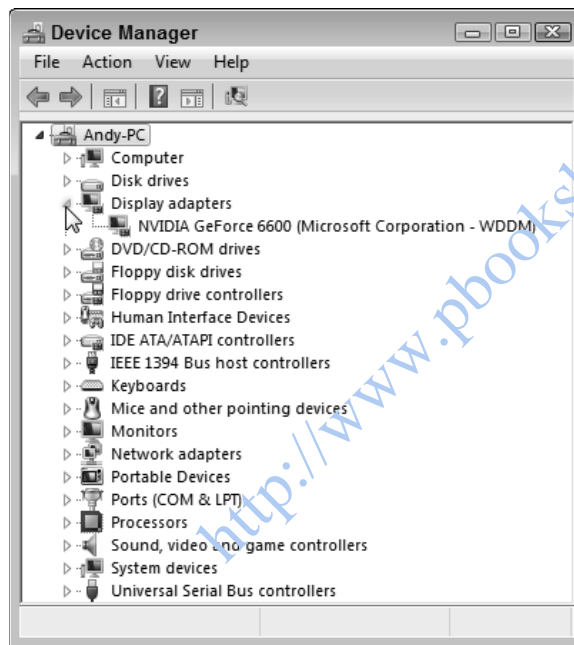 Device Manager
File Action View Help
Andy-PC
Computer
Disk drives
Display adapters
NVIDIA GeForce 6600 (Microsoft Corporation - WDDM)
DVD/CD-ROM drives
Floppy disk drives
Floppy drive controllers
Human Interface Devices
IDE ATA/ATAPI controllers
IEEE 1394 Bus host controllers
Keyboards
Mice and other pointing devices
Monitors
Network adapters
Portable Devices
Ports (COM & LPT)
Processors
Sound, video and game controllers
System devices
Universal Serial Bus controllers
http://www.pbooksh